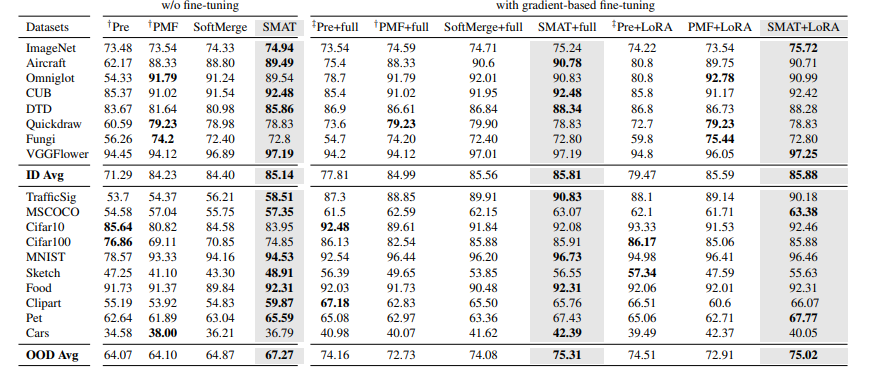 w/o fine-tuning with gradient-based fine-tuning
Datasets †Pre †PMF SoftMerge SMAT ‡Pre+full †PMF+full SoftMerge+full SMAT+full ‡Pre+LoRA PMF+LoRA SMAT+LoRA
ImageNet 73.48 73.54 74.33 74.94 73.54 74.59 74.71 75.24 74.22 73.54 75.72
Aircraft 62.17 88.33 88.80 89.49 75.4 88.33 90.6 90.78 80.8 89.75 90.71
Omniglot 54.33 91.79 91.24 89.54 78.7 91.79 92.01 90.83 80.8 92.78 90.99
CUB 85.37 91.02 91.54 92.48 85.4 91.02 91.95 92.48 85.8 91.17 92.42
DTD 83.67 81.64 80.98 85.86 86.9 86.61 86.84 88.34 86.8 86.73 88.28
Quickdraw 60.59 79.23 78.98 78.83 73.6 79.23 79.90 78.83 72.7 79.23 78.83
Fungi 56.26 74.2 72.40 72.8 54.7 74.20 72.40 72.80 59.8 75.44 72.80
VGGFlower 94.45 94.12 96.89 97.19 94.2 94.12 97.01 97.19 94.8 96.05 97.25
ID Avg 71.29 84.23 84.40 85.14 77.81 84.99 85.56 85.81 79.47 85.59 85.88
TrafficSig 53.7 54.37 56.21 58.51 87.3 88.85 89.91 90.83 88.1 89.14 90.18
MSCOCO 54.58 57.04 55.75 57.35 61.5 62.59 62.15 63.07 62.1 61.71 63.38
Cifar10 85.64 80.82 84.58 83.95 92.48 89.61 91.84 92.08 93.33 91.53 92.46
Cifar100 76.86 69.11 70.85 74.85 86.13 82.54 85.88 85.91 86.17 85.06 85.88
MNIST 78.57 93.33 94.16 94.53 92.54 96.44 96.20 96.73 94.98 96.41 96.46
Sketch 47.25 41.10 43.30 48.91 56.39 49.65 53.85 56.55 57.34 47.59 55.63
Food 91.73 91.37 89.84 92.31 92.03 91.73 90.48 92.31 92.06 92.01 92.31
Clipart 55.19 53.92 54.83 59.87 67.18 62.83 65.50 65.76 66.51 60.6 66.07
Pet 62.64 61.89 63.04 65.59 65.08 62.97 63.36 67.43 65.06 62.71 67.77
Cars 34.58 38.00 36.21 36.79 40.98 40.07 41.62 42.39 39.49 42.37 40.05
OOD Avg 64.07 64.10 64.87 67.27 74.16 72.73 74.08 75.31 74.51 72.91 75.02